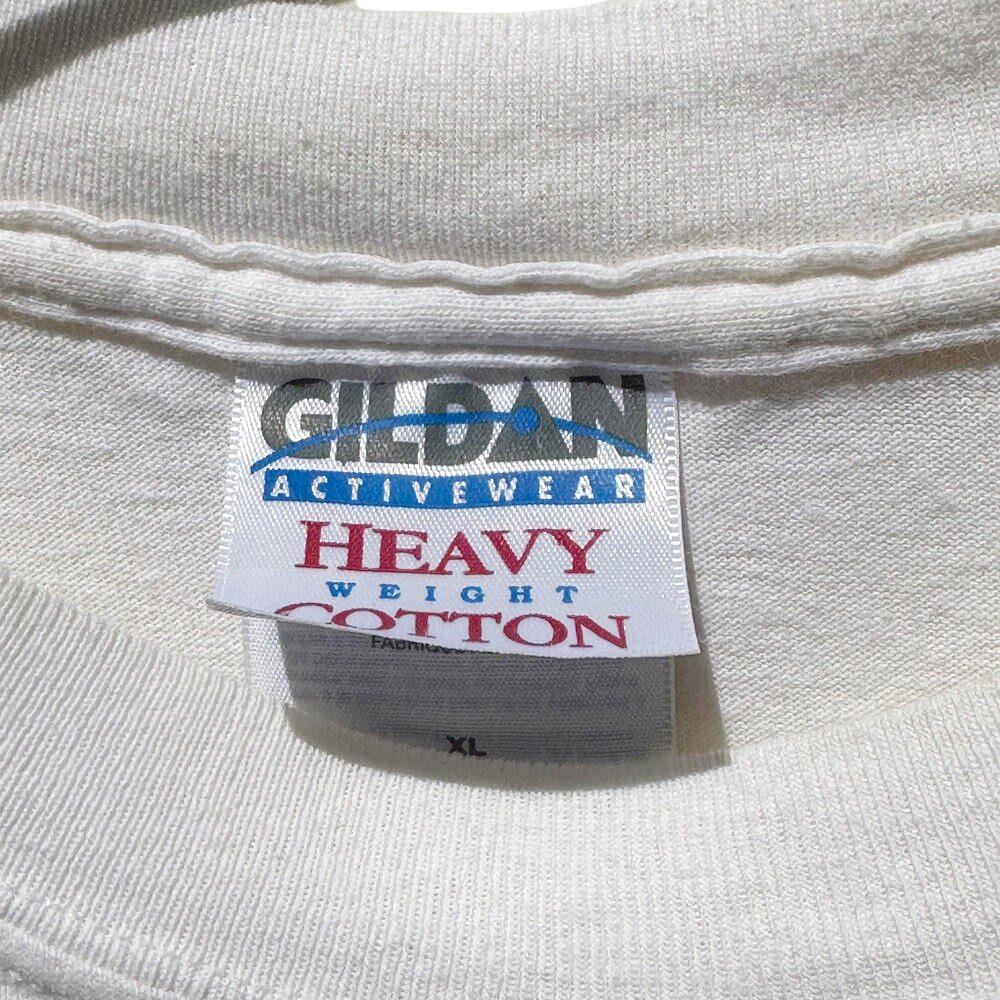 GILDAN
ACTIVEWEAR
HEAVY
WEIGHT
COTTON
XL